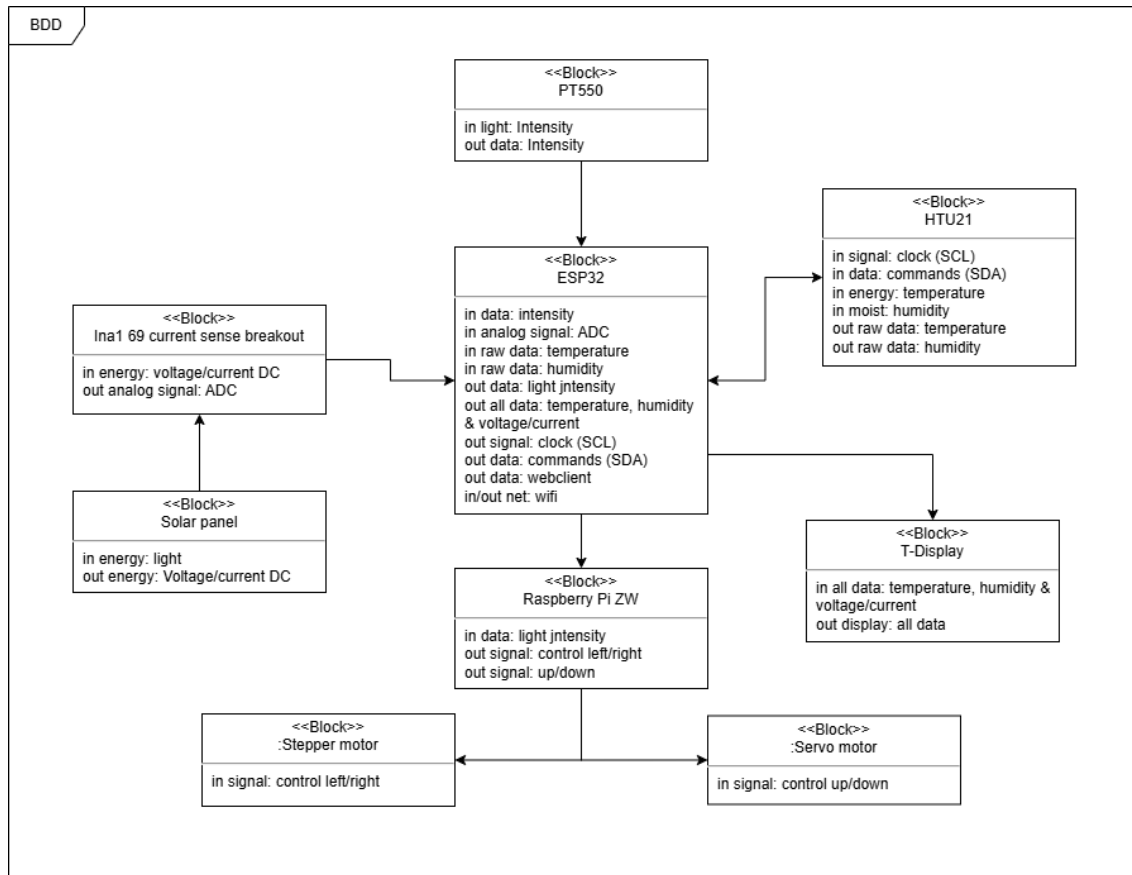 BDD
<<Block>>
PT550
in light: Intensity
out data: Intensity
<<Block>>
HTU21
in signal: clock (SCL)
in data: commands (SDA)
in energy: temperature
in moist: humidity
out raw data: temperature
out raw data: humidity
<<Block>>
ESP32
in data: intensity
in analog signal: ADC
in raw data: temperature
in raw data: humidity
out data: light jntensity
out all data: temperature, humidity
& voltage/current
out signal: clock (SCL)
out data: commands (SDA)
out data: webclient
in/out net: wifi
<<Block>>
Ina1 69 current sense breakout
in energy: voltage/current DC
out analog signal: ADC
<<Block>>
Solar panel
in energy: light
out energy: Voltage/current DC
<<Block>>
T-Display
in all data: temperature, humidity &
voltage/current
out display: all data
<<Block>>
Raspberry Pi ZW
in data: light jntensity
out signal: control left/right
out signal: up/down
<<Block>>
:Stepper motor
in signal: control left/right
<<Block>>
:Servo motor
in signal: control up/down